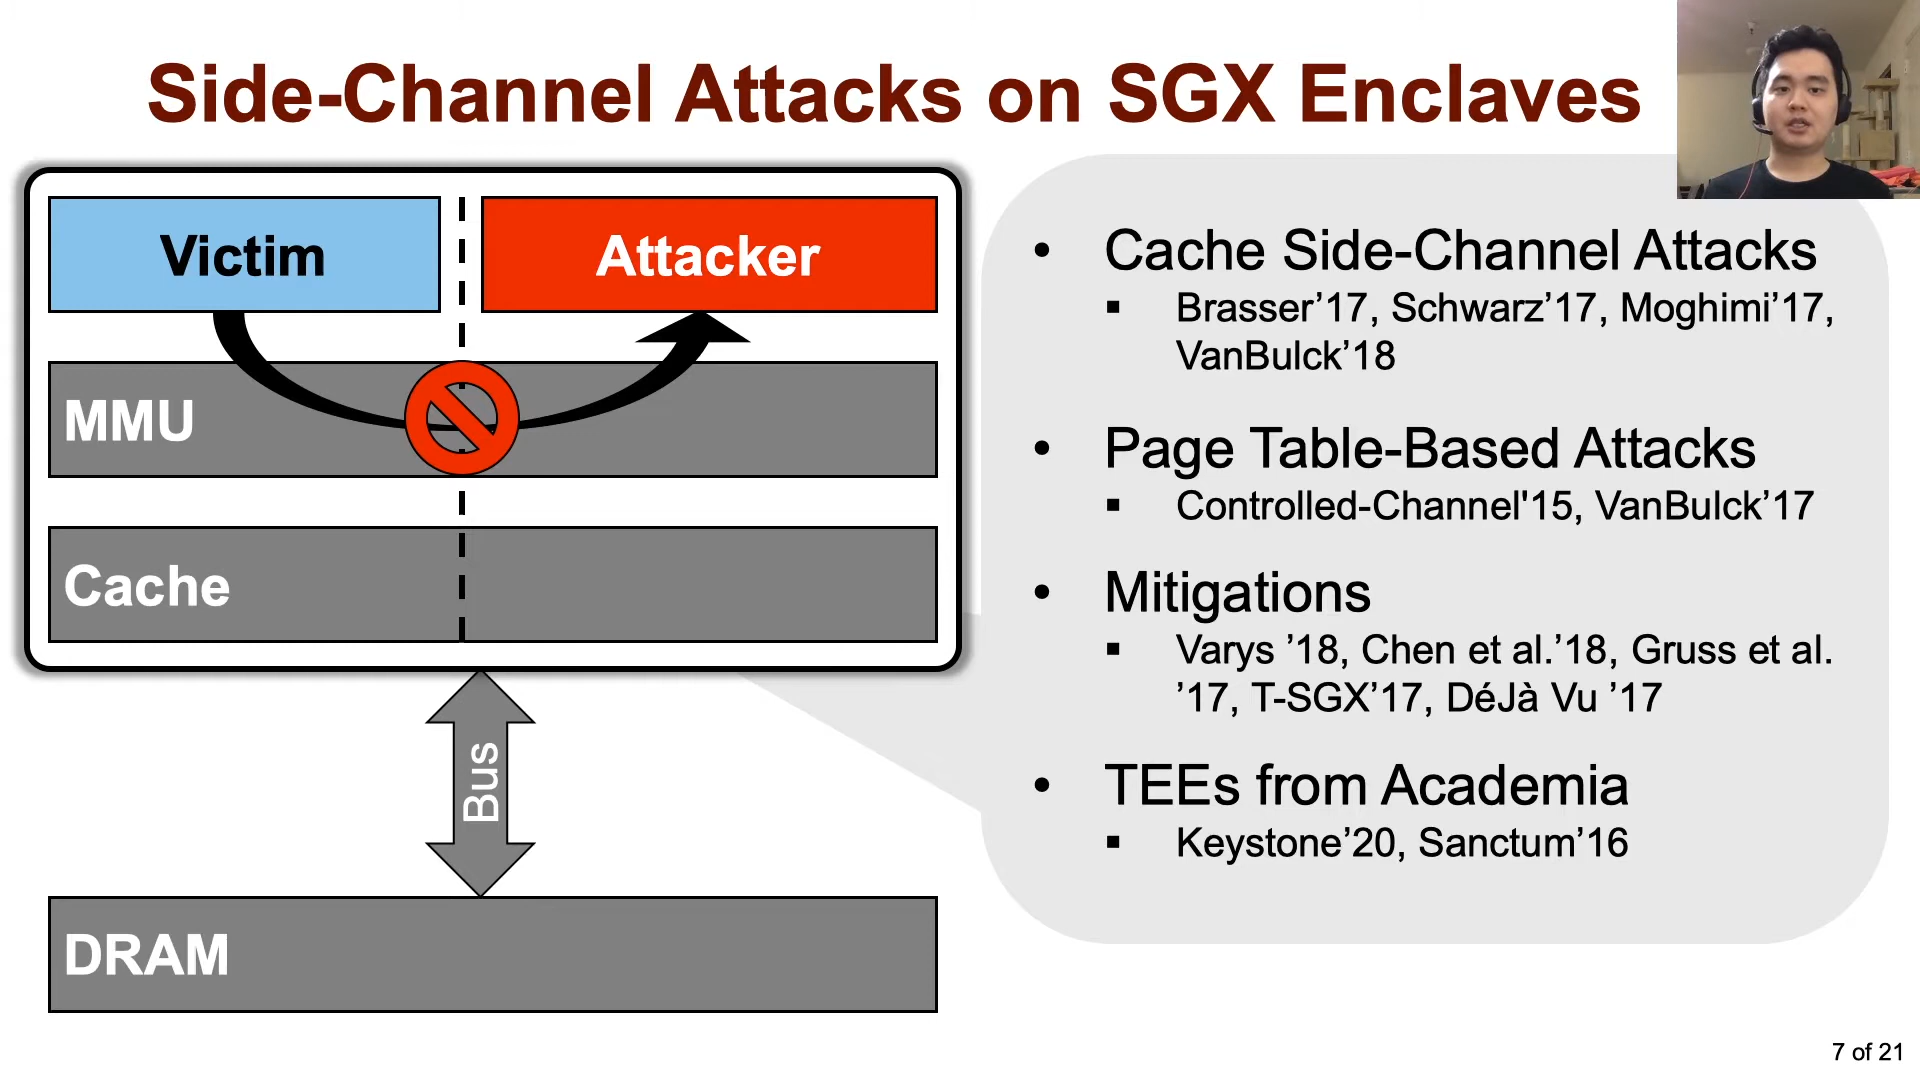 Side-Channel Attacks on SGX Enclaves
Victim
Attacker
MMU
Cache
Bus
DRAM
• Cache Side-Channel Attacks
▪ Brasser’17, Schwarz’17, Moghimi’17,
VanBulck’18
• Page Table-Based Attacks
▪ Controlled-Channel'15, VanBulck’17
• Mitigations
▪ Varys ’18, Chen et al.’18, Gruss et al.
’17, T-SGX’17, DéJà Vu ’17
• TEEs from Academia
▪ Keystone’20, Sanctum’16
7 of 21